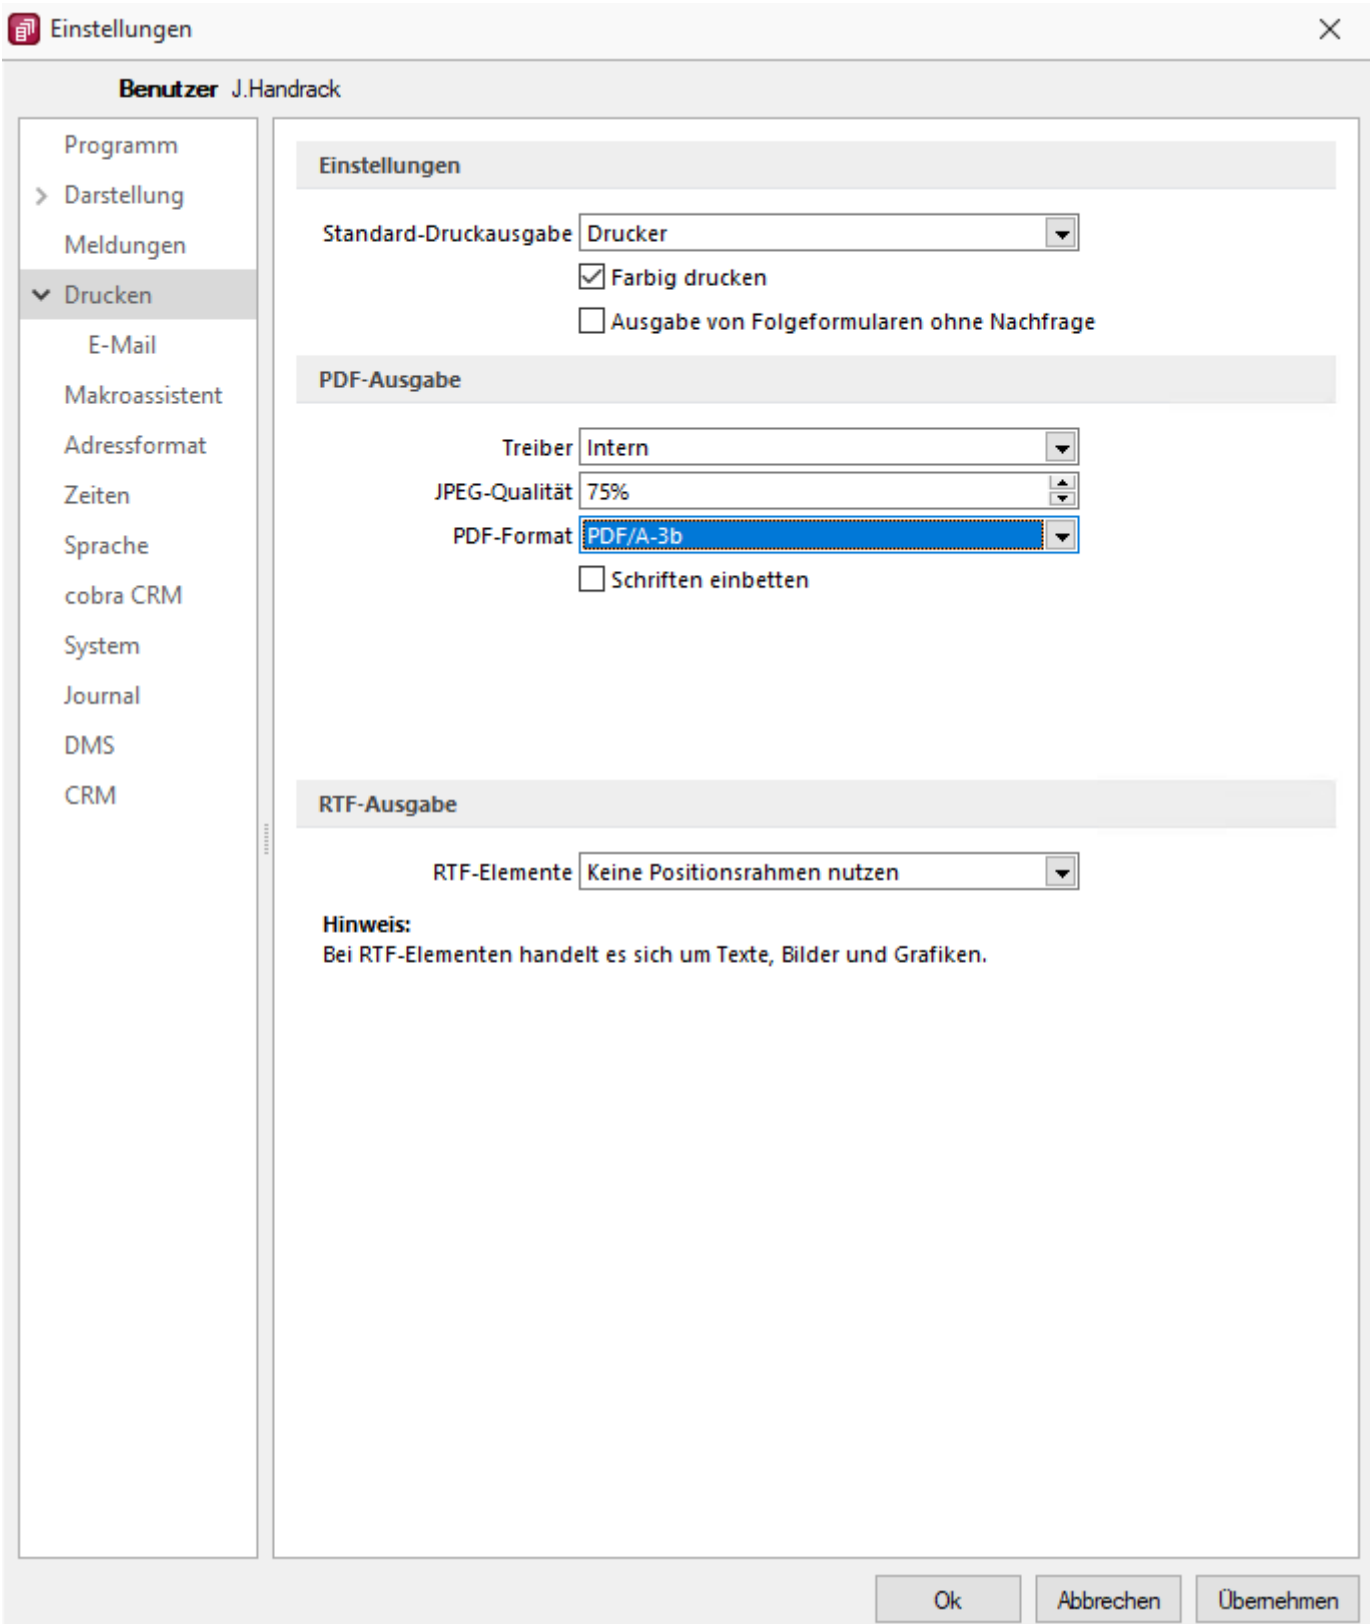 Einstellungen
Benutzer J.Handrack
Programm
Darstellung
Meldungen
Drucken
E-Mail
Makroassistent
Adressformat
Zeiten
Sprache
cobra CRM
System
Journal
DMS
CRM
Einstellungen
Standard-Druckausgabe Drucker
Farbig drucken
Ausgabe von Folgeformularen ohne Nachfrage
PDF-Ausgabe
Treiber Intern
JPEG-Qualität 75%
PDF-Format PDF/A-3b
Schriften einbetten
RTF-Ausgabe
RTF-Elemente Keine Positionsrahmen nutzen
Hinweis:
Bei RTF-Elementen handelt es sich um Texte, Bilder und Grafiken.
Ok Abbrechen Übernehmen